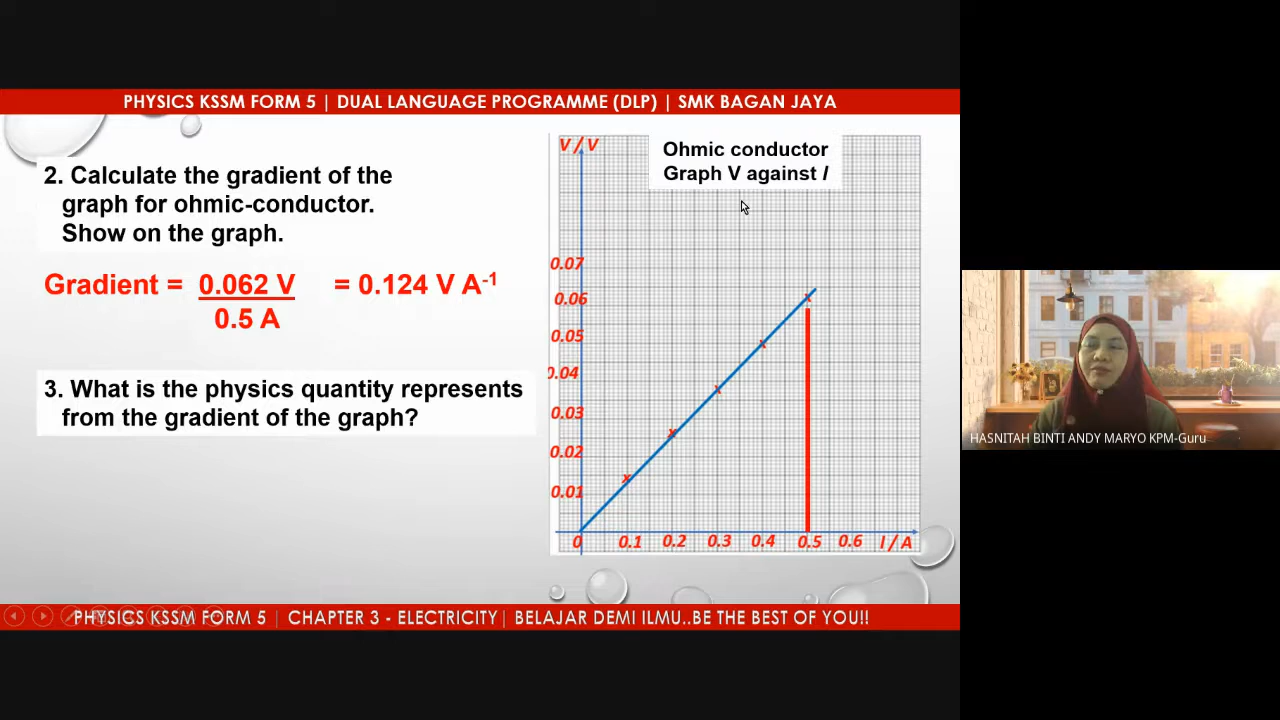 PHYSICS KSSM FORM 5 | DUAL LANGUAGE PROGRAMME (DLP) | SMK BAGAN JAYA
2. Calculate the gradient of the
graph for ohmic-conductor.
Show on the graph.
Gradient = 0.062 V = 0.124 V A⁻¹
0.5 A
3. What is the physics quantity represents
from the gradient of the graph?
V / V
Ohmic conductor
Graph V against I
0.07
0.06
0.05
0.04
0.03
0.02
0.01
0 0.1 0.2 0.3 0.4 0.5 0.6 I / A
HASNITAH BINTI ANDY MARYO KPM-Guru
PHYSICS KSSM FORM 5 | CHAPTER 3 - ELECTRICITY | BELAJAR DEMI ILMU..BE THE BEST OF YOU!!